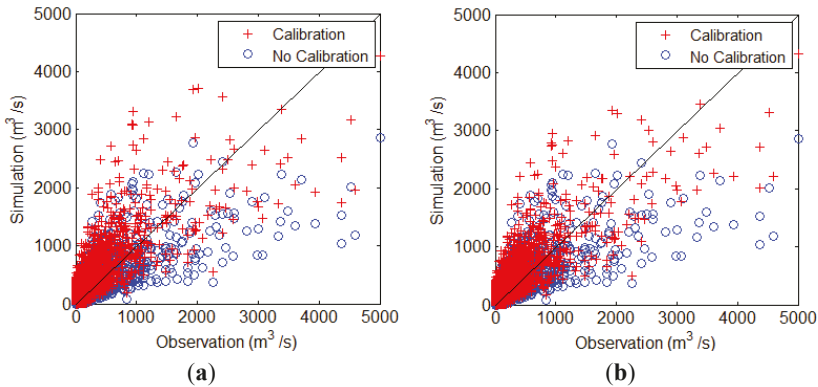 5000
4000
3000
2000
1000
0
0 1000 2000 3000 4000 5000
Simulation (m³ /s)
Observation (m³ /s)
Calibration
No Calibration
(a)
5000
4000
3000
2000
1000
0
0 1000 2000 3000 4000 5000
Simulation (m³ /s)
Observation (m³ /s)
Calibration
No Calibration
(b)